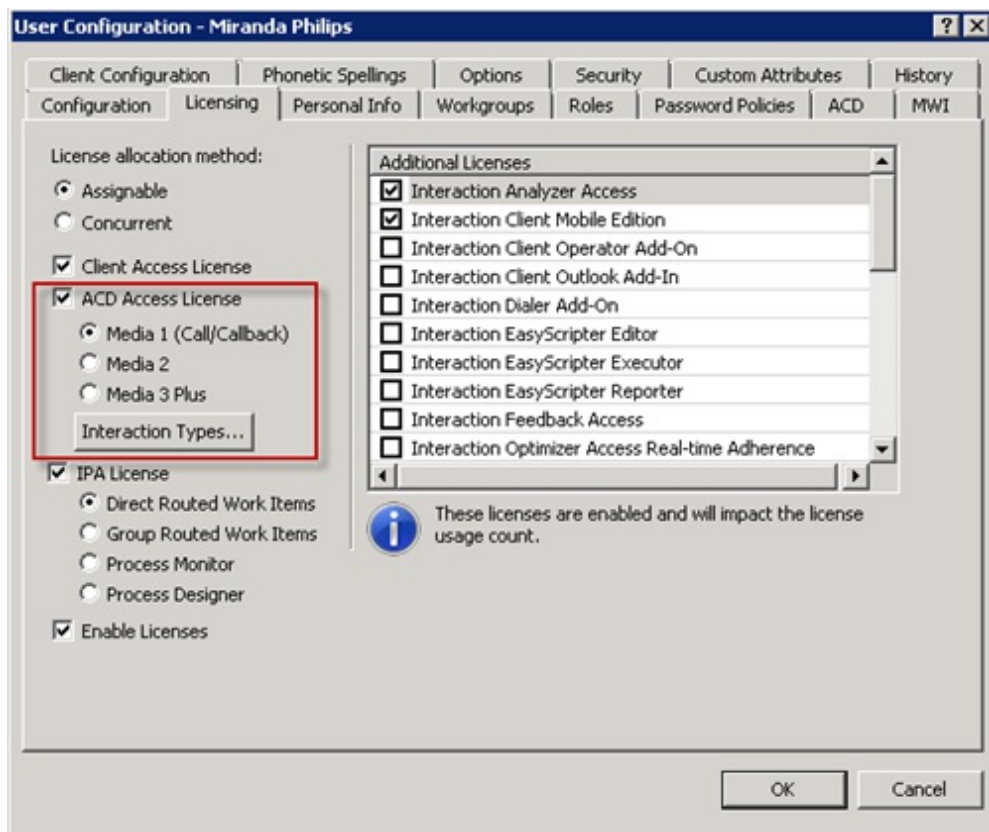 User Configuration - Miranda Philips
Client Configuration Phonetic Spellings Options Security Custom Attributes History
Configuration Licensing Personal Info Workgroups Roles Password Policies ACD MWI
License allocation method:
Assignable
Concurrent
Client Access License
ACD Access License
Media 1 (Call/Callback)
Media 2
Media 3 Plus
Interaction Types...
IPA License
Direct Routed Work Items
Group Routed Work Items
Process Monitor
Process Designer
Enable Licenses
Additional Licenses
Interaction Analyzer Access
Interaction Client Mobile Edition
Interaction Client Operator Add-On
Interaction Client Outlook Add-In
Interaction Dialer Add-On
Interaction EasyScripter Editor
Interaction EasyScripter Executor
Interaction EasyScripter Reporter
Interaction Feedback Access
Interaction Optimizer Access Real-time Adherence
These licenses are enabled and will impact the license
usage count.
OK Cancel